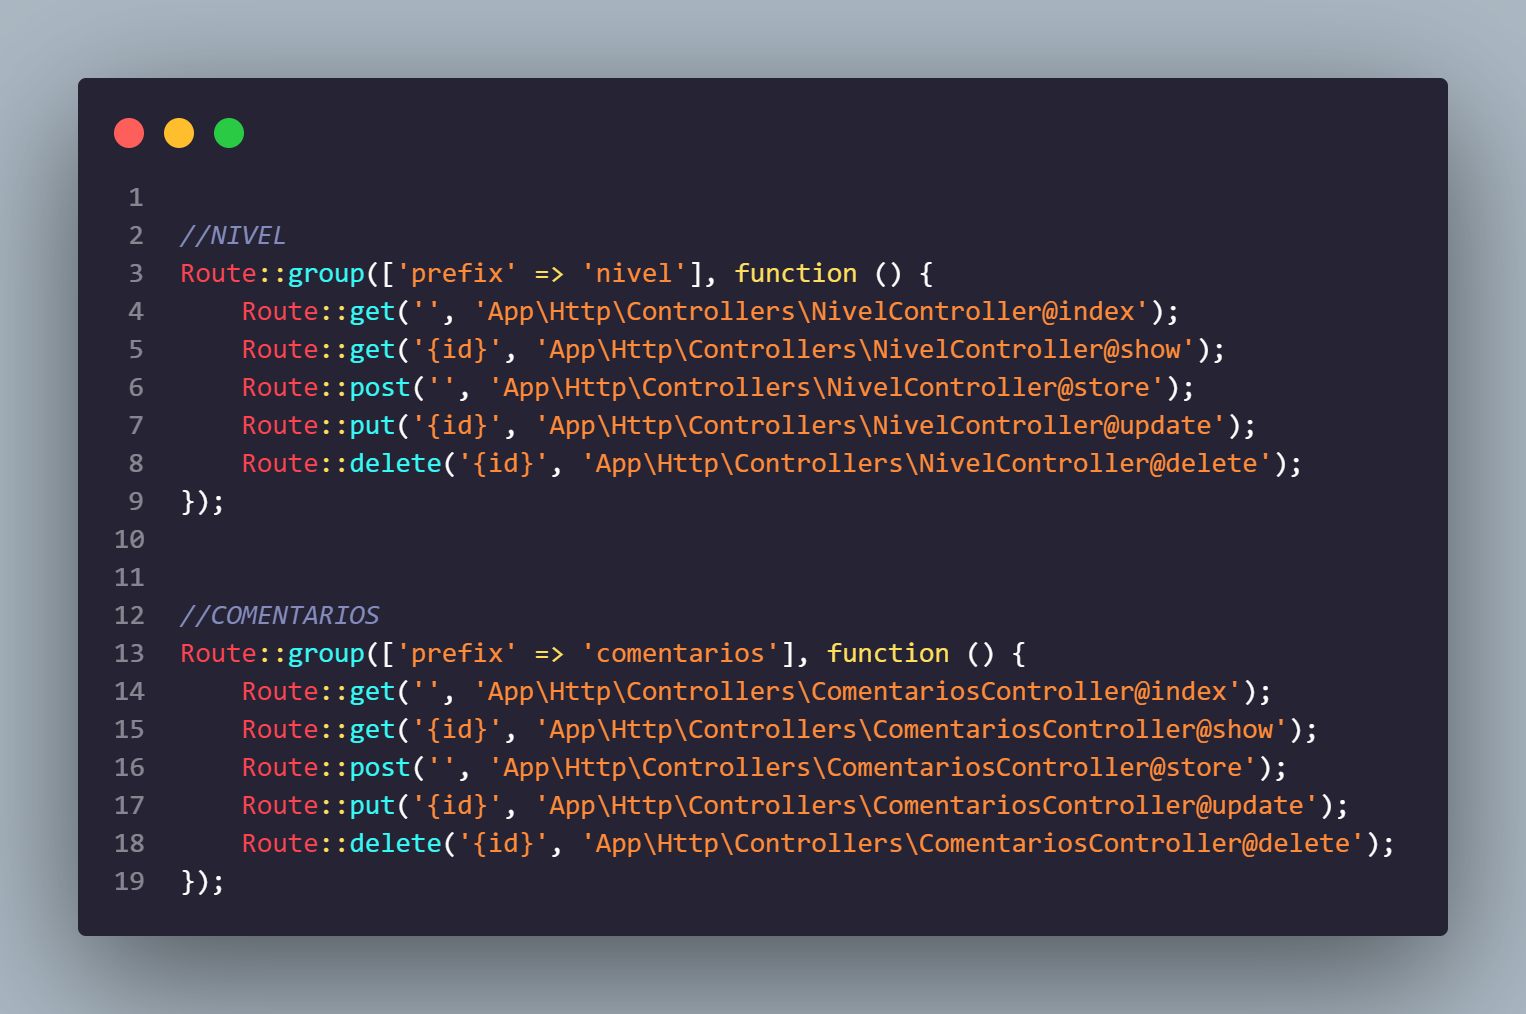 1
2 //NIVEL
3 Route::group(['prefix' => 'nivel'], function () {
4     Route::get('', 'App\Http\Controllers\NivelController@index');
5     Route::get('{id}', 'App\Http\Controllers\NivelController@show');
6     Route::post('', 'App\Http\Controllers\NivelController@store');
7     Route::put('{id}', 'App\Http\Controllers\NivelController@update');
8     Route::delete('{id}', 'App\Http\Controllers\NivelController@delete');
9 });
10
11
12 //COMENTARIOS
13 Route::group(['prefix' => 'comentarios'], function () {
14     Route::get('', 'App\Http\Controllers\ComentariosController@index');
15     Route::get('{id}', 'App\Http\Controllers\ComentariosController@show');
16     Route::post('', 'App\Http\Controllers\ComentariosController@store');
17     Route::put('{id}', 'App\Http\Controllers\ComentariosController@update');
18     Route::delete('{id}', 'App\Http\Controllers\ComentariosController@delete');
19 });